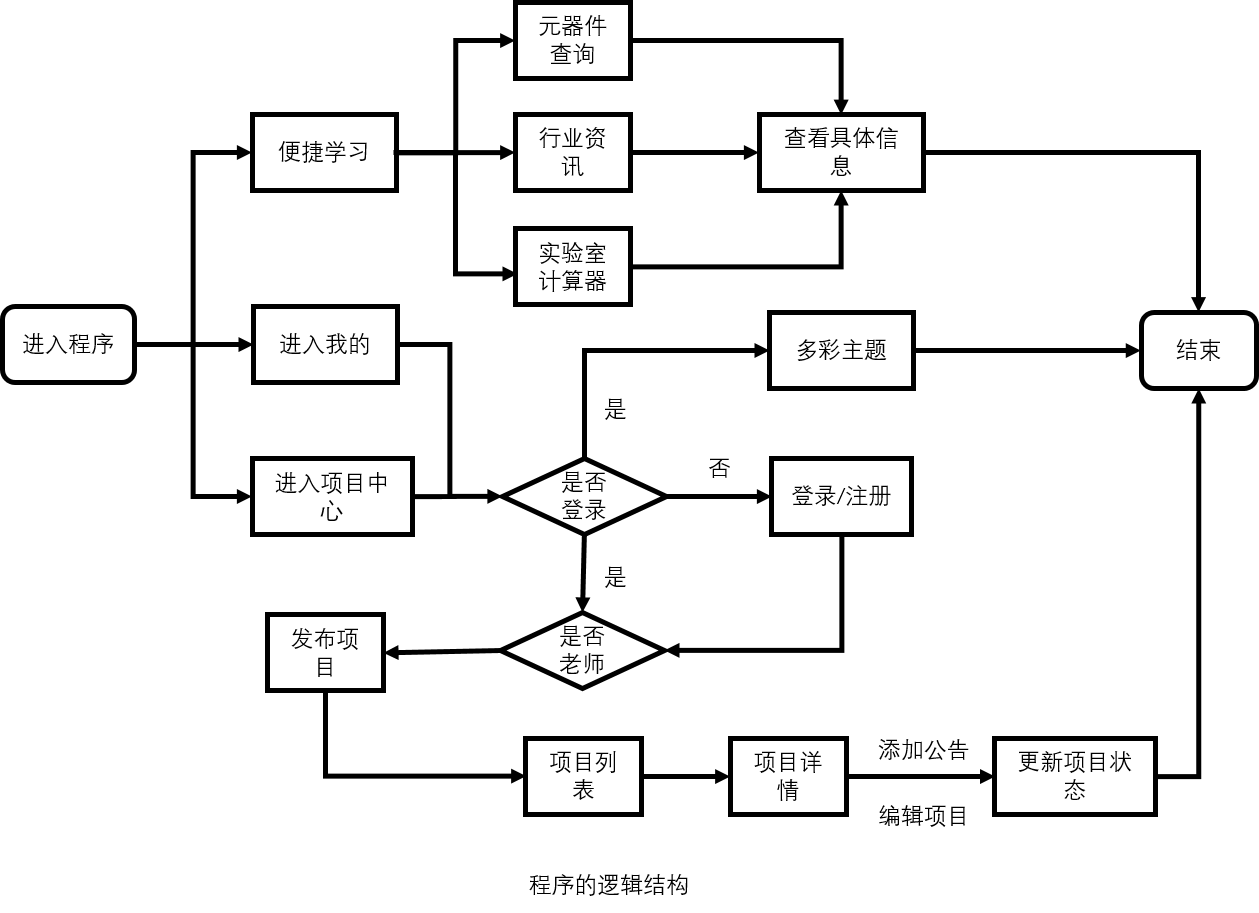 元器件
查询
便捷学习
行业资
讯
查看具体信
息
实验室
计算器
进入程序
进入我的
多彩主题
结束
是
进入项目中
心
是否
登录
否
登录/注册
是
发布项
目
是否
老师
项目列
表
项目详
情
添加公告
编辑项目
更新项目状
态
程序的逻辑结构